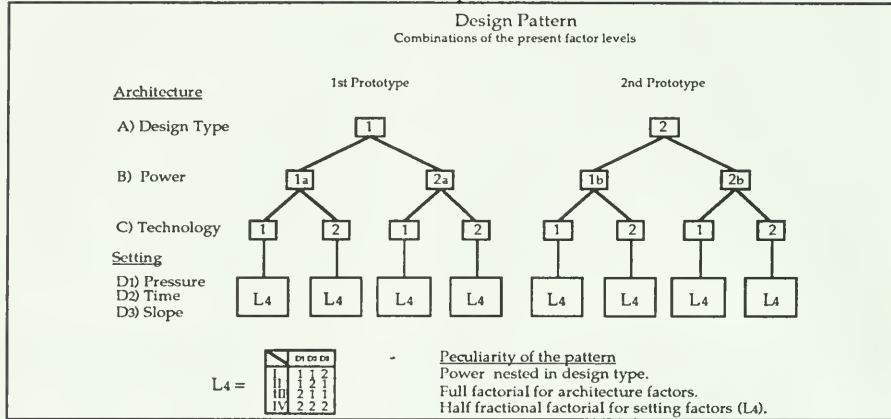 Design Pattern
Combinations of the present factor levels
1st Prototype 2nd Prototype
Architecture
A) Design Type 1 2
B) Power 1a 2a 1b 2b
C) Technology 1 2 1 2 1 2 1 2
Setting
D1) Pressure
D2) Time
D3) Slope
L4 L4 L4 L4 L4 L4 L4 L4
L4 =
D1 D2 D3
I 1 1 2
II 1 2 1
III 2 1 1
IV 2 2 2
Peculiarity of the pattern
Power nested in design type.
Full factorial for architecture factors.
Half fractional factorial for setting factors (L4).